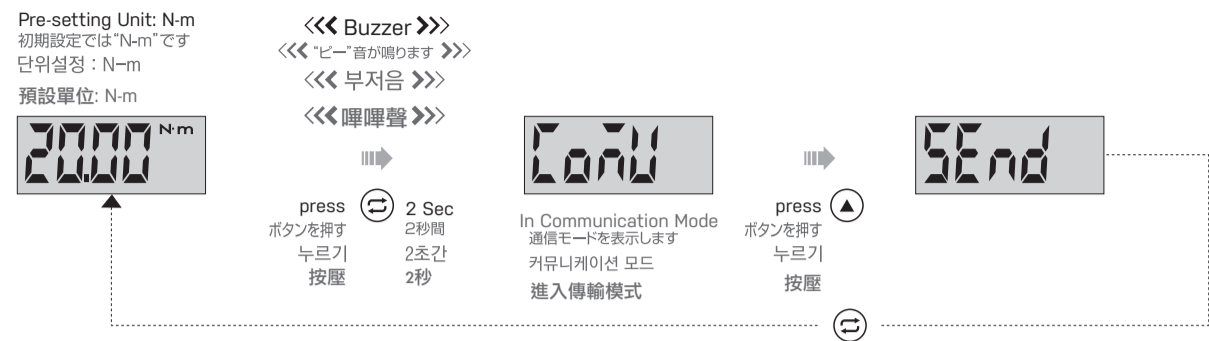 Pre-setting Unit: N-m
初期設定では“N-m”です
단위설정 : N-m
預設單位: N-m
20.00 N·m
<<< Buzzer >>>
<<< “ピー”音が鳴ります >>>
<<< 부저음 >>>
<<< 嗶嗶聲 >>>
press 2 Sec
ボタンを押す 2秒間
누르기 2초간
按壓 2秒
ComU
In Communication Mode
通信モードを表示します
커뮤니케이션 모드
進入傳輸模式
press
ボタンを押す
누르기
按壓
SEnd